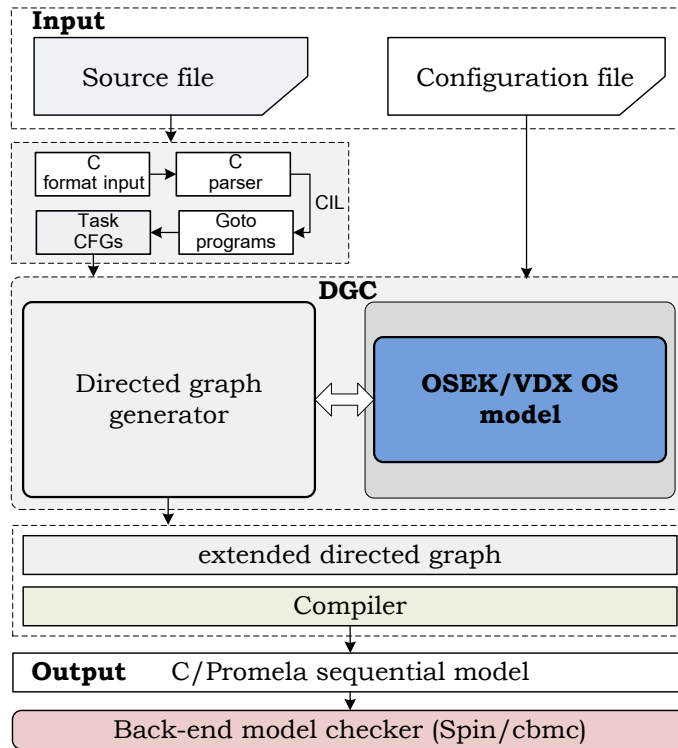 Input
Source file
Configuration file
C
format input
C
parser
CIL
Task
CFGs
Goto
programs
DGC
Directed graph
generator
OSEK/VDX OS
model
extended directed graph
Compiler
Output C/Promela sequential model
Back-end model checker (Spin/cbmc)